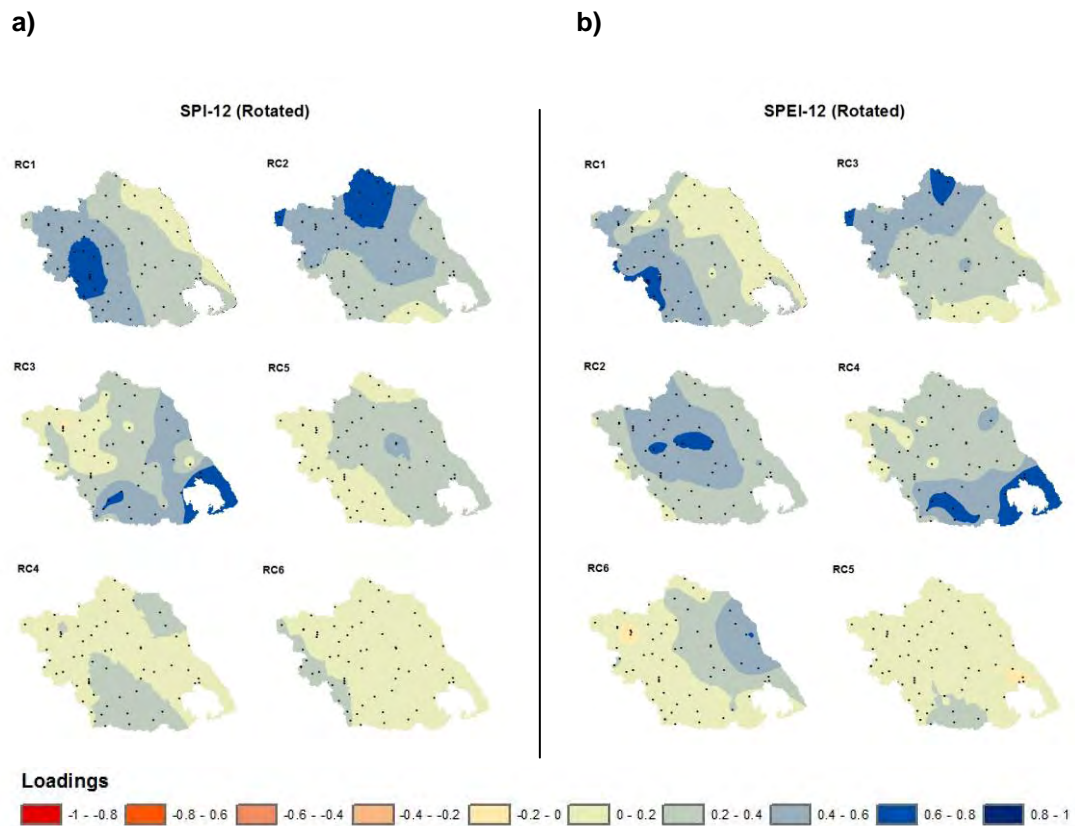 a)
b)
SPI-12 (Rotated)
SPEI-12 (Rotated)
RC1
RC2
RC1
RC3
RC3
RC5
RC2
RC4
RC4
RC6
RC6
RC5
Loadings
-1 - -0.8
-0.8 - 0.6
-0.6 - -0.4
-0.4 - -0.2
-0.2 - 0
0 - 0.2
0.2 - 0.4
0.4 - 0.6
0.6 - 0.8
0.8 - 1